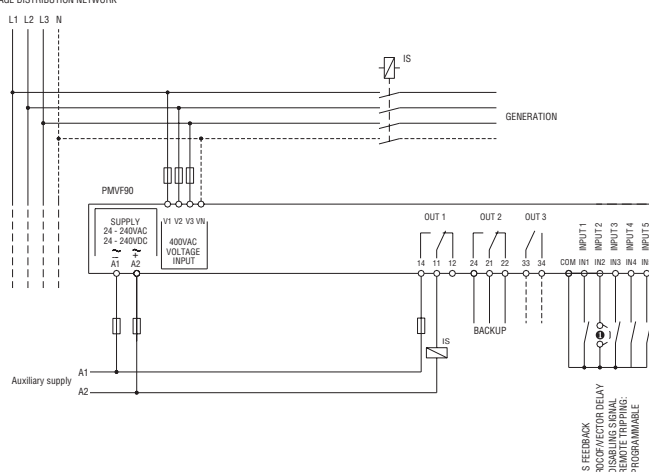 L1 L2 L3 N
IS
GENERATION
PMVF90
SUPPLY
24 - 240VAC
24 - 240VDC
A1 A2
V1 V2 V3 VN
400VAC
VOLTAGE
INPUT
OUT 1
OUT 2
OUT 3
14 11 12
24 21 22
33 34
INPUT 1
INPUT 2
INPUT 3
INPUT 4
INPUT 5
COM IN1 IN2 IN3 IN4
BACKUP
IS
Auxiliary supply
A1
A2
FEEDBACK
ROCOF/VECTOR DELAY
DISABLING SIGNAL
REMOTE TRIPPING:
PROGRAMMABLE